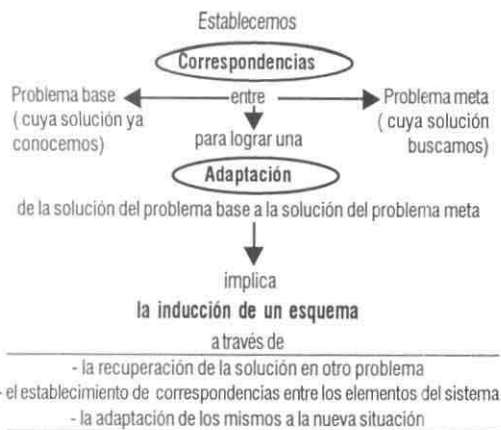 Establecemos
Correspondencias
Problema base entre Problema meta
( cuya solución ya ( cuya solución
conocemos) para lograr una buscamos)
Adaptación
de la solución del problema base a la solución del problema meta
implica
la inducción de un esquema
a través de
- la recuperación de la solución en otro problema
- el establecimiento de correspondencias entre los elementos del sistema
- la adaptación de los mismos a la nueva situación